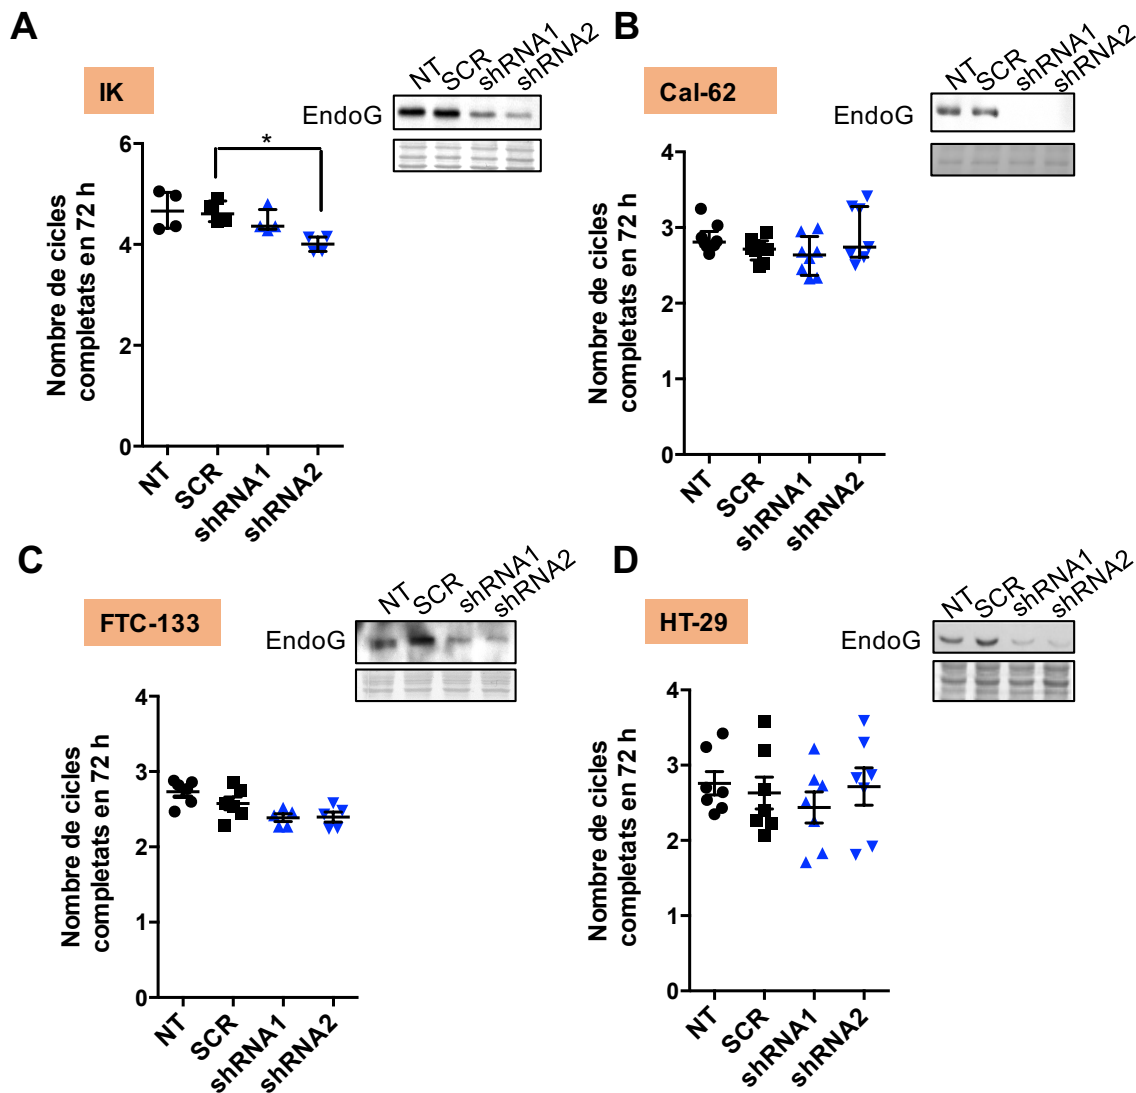 A
IK
NT
SCR
shRNA1
shRNA2
EndoG
*
Nombre de cicles
completats en 72 h
6
4
2
0
NT
SCR
shRNA1
shRNA2
B
Cal-62
NT
SCR
shRNA1
shRNA2
EndoG
Nombre de cicles
completats en 72 h
4
3
2
1
0
NT
SCR
shRNA1
shRNA2
C
FTC-133
NT
SCR
shRNA1
shRNA2
EndoG
Nombre de cicles
completats en 72 h
4
3
2
1
0
NT
SCR
shRNA1
shRNA2
D
HT-29
NT
SCR
shRNA1
shRNA2
EndoG
Nombre de cicles
completats en 72 h
4
3
2
1
0
NT
SCR
shRNA1
shRNA2